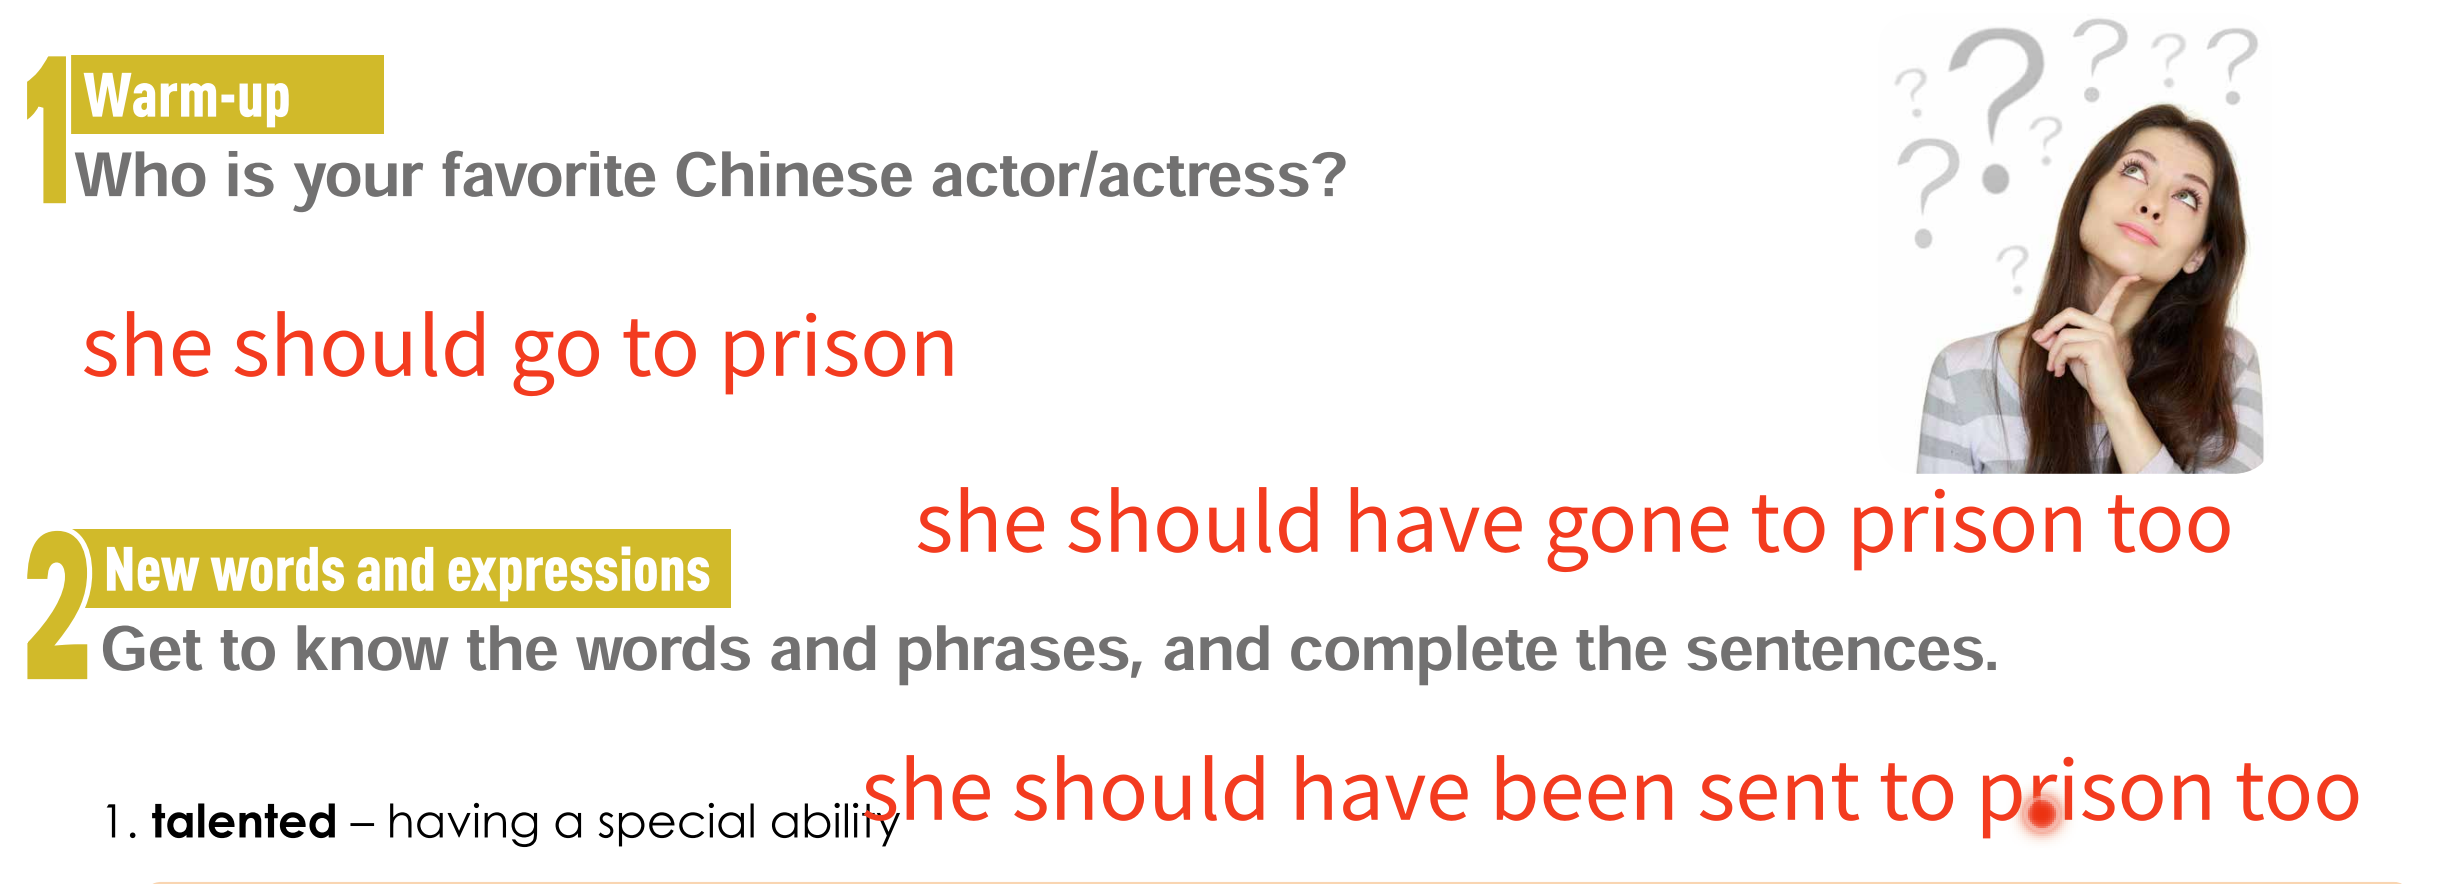 1 Warm-up
Who is your favorite Chinese actor/actress?
she should go to prison
she should have gone to prison too
2 New words and expressions
Get to know the words and phrases, and complete the sentences.
she should have been sent to prison too
1. talented – having a special ability